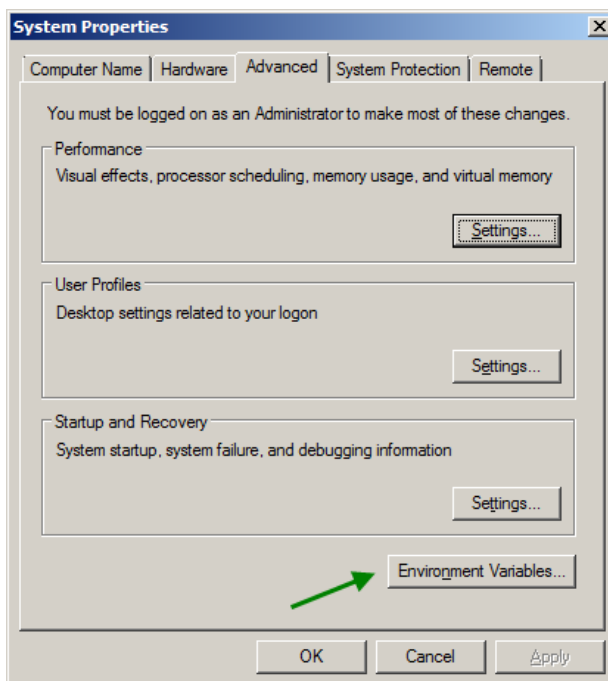 System Properties
Computer Name Hardware Advanced System Protection Remote
You must be logged on as an Administrator to make most of these changes.
Performance
Visual effects, processor scheduling, memory usage, and virtual memory
Settings...
User Profiles
Desktop settings related to your logon
Settings...
Startup and Recovery
System startup, system failure, and debugging information
Settings...
Environment Variables...
OK Cancel Apply